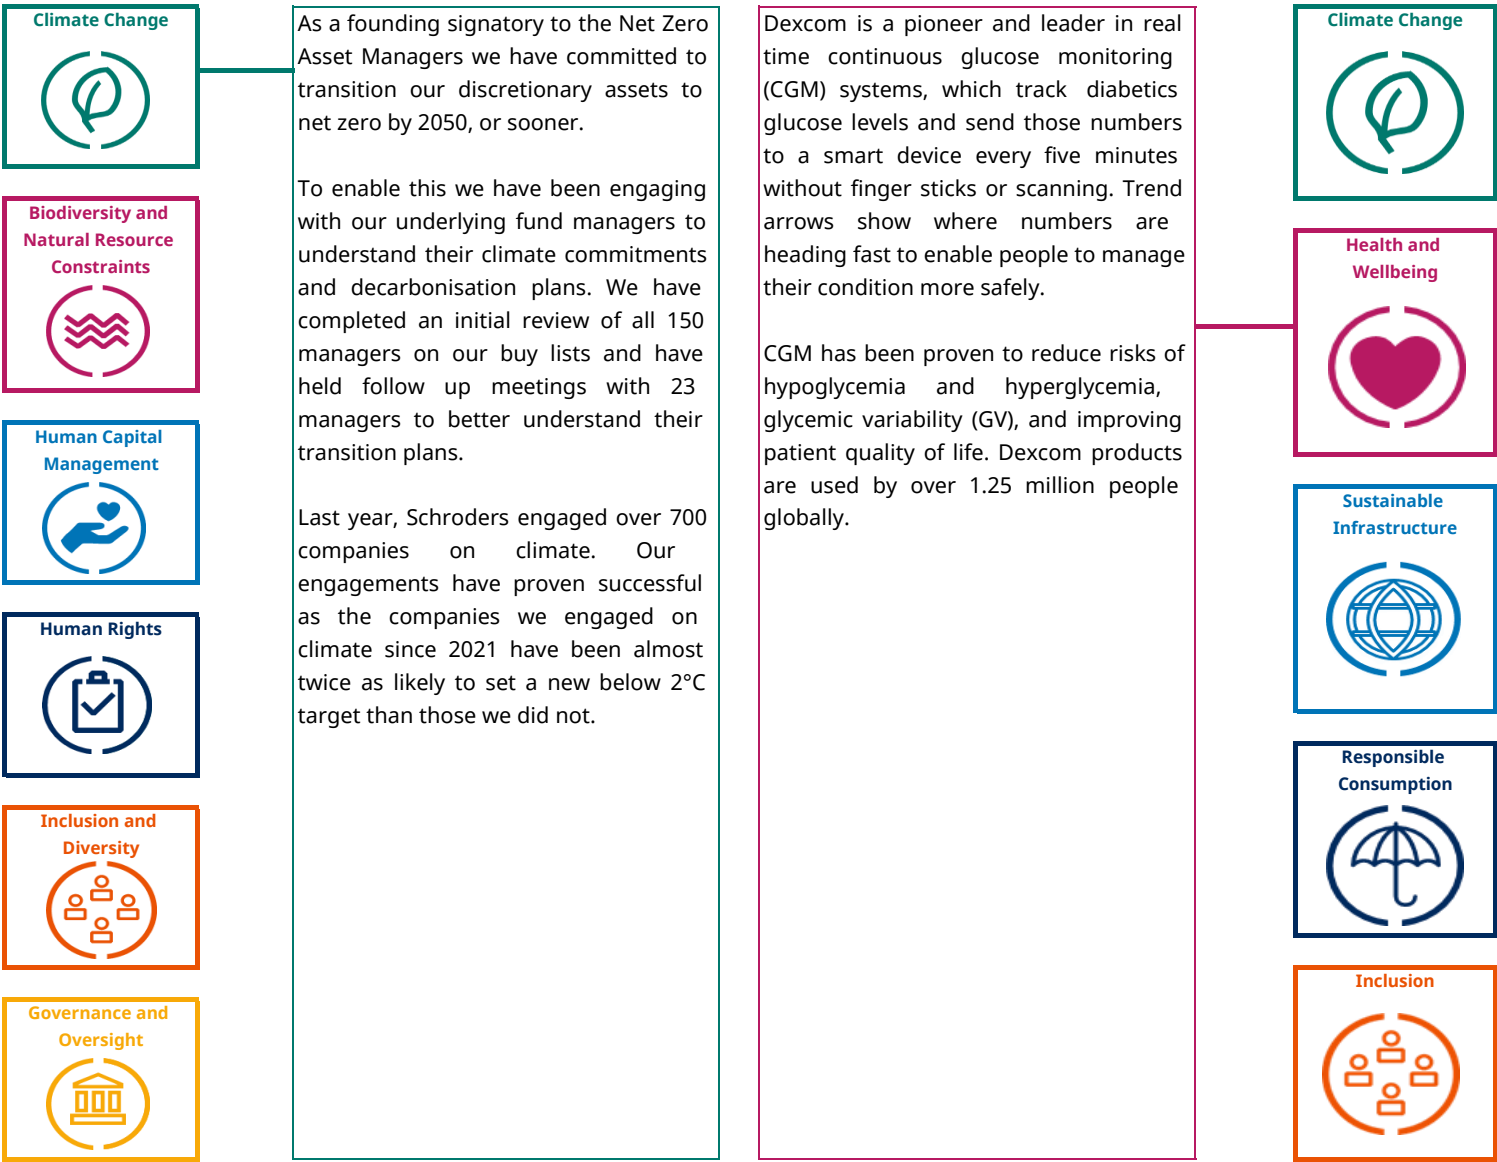 Climate Change
Biodiversity and
Natural Resource
Constraints
Human Capital
Management
Human Rights
Inclusion and
Diversity
Governance and
Oversight
As a founding signatory to the Net Zero
Asset Managers we have committed to
transition our discretionary assets to
net zero by 2050, or sooner.
To enable this we have been engaging
with our underlying fund managers to
understand their climate commitments
and decarbonisation plans. We have
completed an initial review of all 150
managers on our buy lists and have
held follow up meetings with 23
managers to better understand their
transition plans.
Last year, Schroders engaged over 700
companies on climate. Our
engagements have proven successful
as the companies we engaged on
climate since 2021 have been almost
twice as likely to set a new below 2°C
target than those we did not.
Dexcom is a pioneer and leader in real
time continuous glucose monitoring
(CGM) systems, which track diabetics
glucose levels and send those numbers
to a smart device every five minutes
without finger sticks or scanning. Trend
arrows show where numbers are
heading fast to enable people to manage
their condition more safely.
CGM has been proven to reduce risks of
hypoglycemia and hyperglycemia,
glycemic variability (GV), and improving
patient quality of life. Dexcom products
are used by over 1.25 million people
globally.
Climate Change
Health and
Wellbeing
Sustainable
Infrastructure
Responsible
Consumption
Inclusion